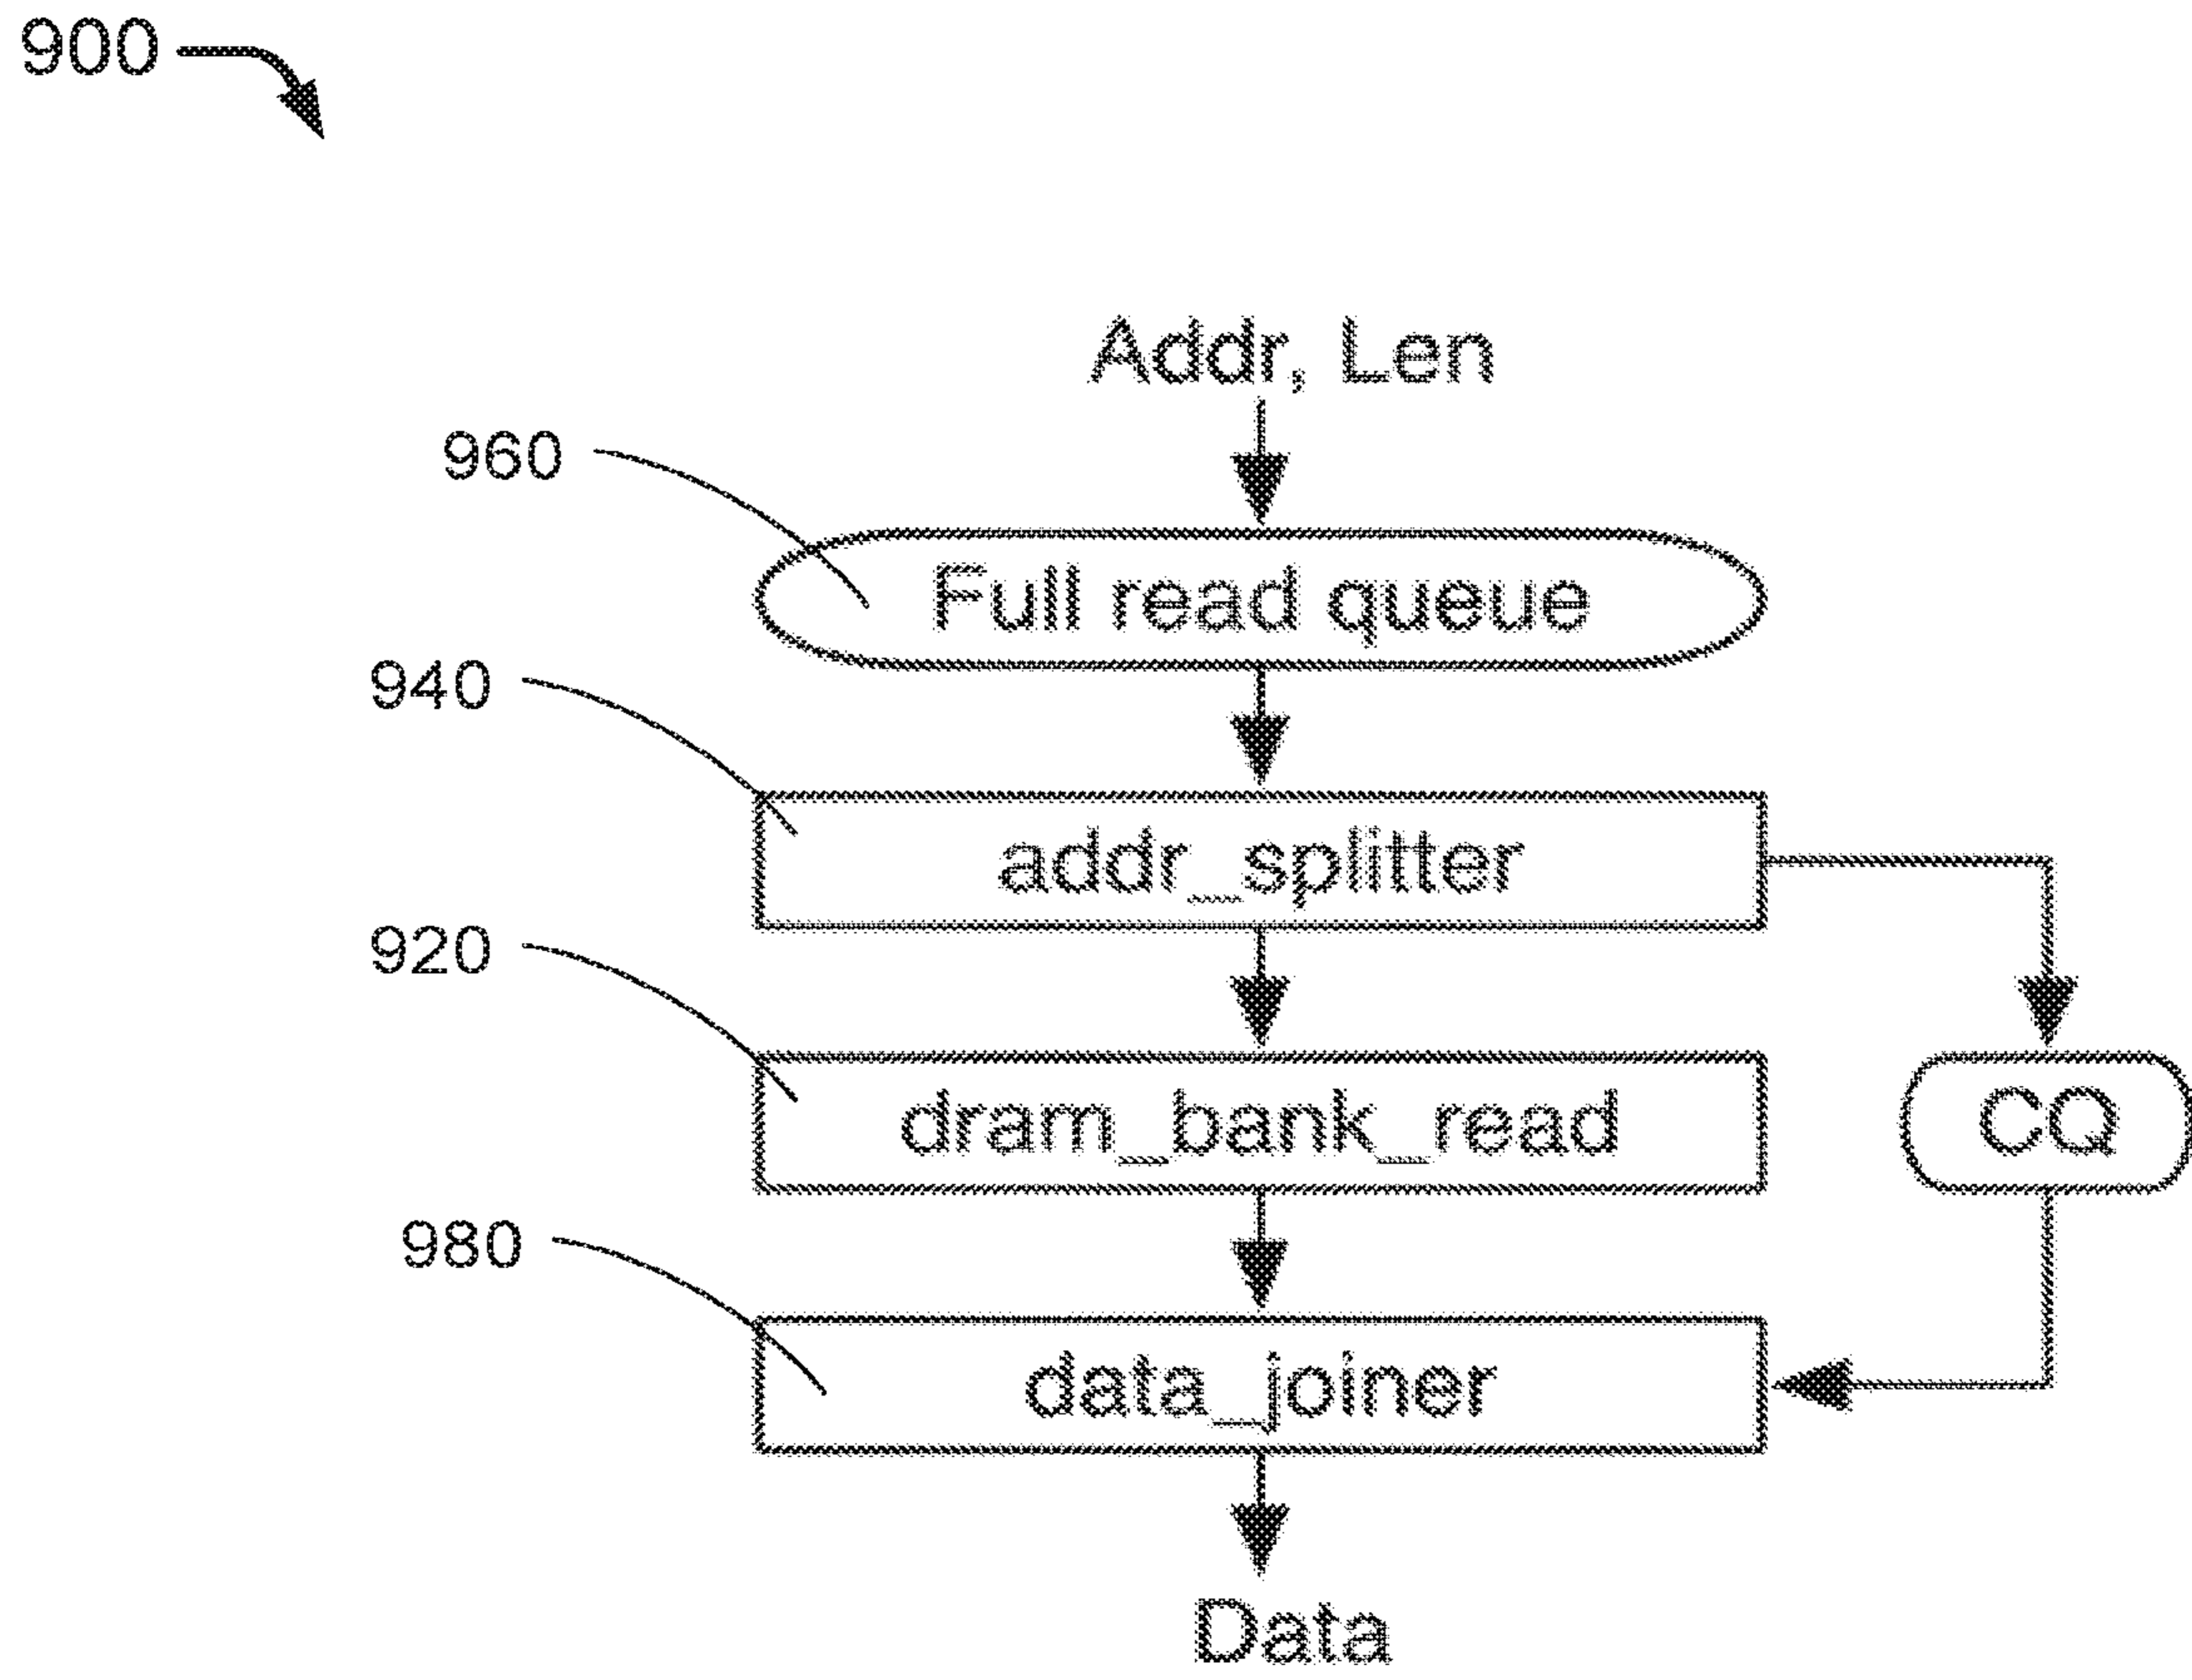 900
Addr, Len
960
Full read queue
940
addr_splitter
920
dram_bank_read
CQ
980
data_joiner
Data